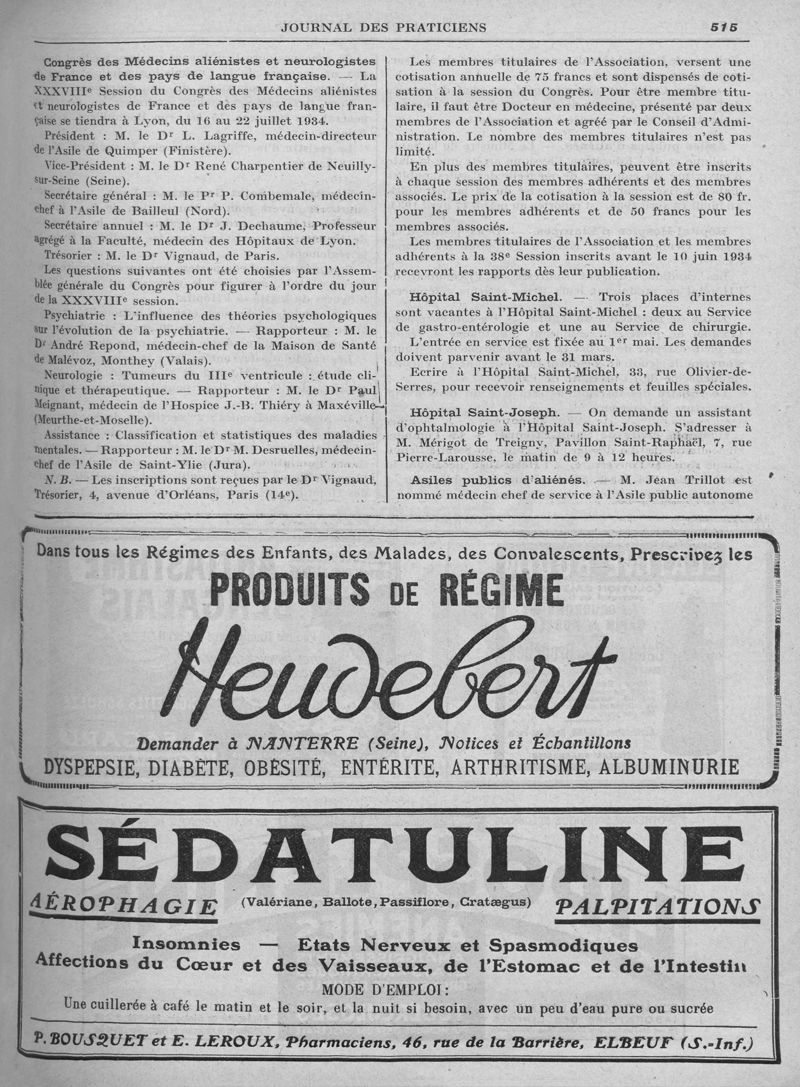 JOURNAL DES PRATICIENS 515
Congrès des Médecins aliénistes et neurologistes
de France et des pays de langue française. — La
XXXVIIIe Session du Congrès des Médecins aliénistes
et neurologistes de France et des pays de langue fran-
çaise se tiendra à Lyon, du 16 au 22 juillet 1934.
Président : M. le Dr L. Lagriffe, médecin-directeur
de l'Asile de Quimper (Finistère).
Vice-Président : M. le Dr René Charpentier de Neuilly-
sur-Seine (Seine).
Secrétaire général : M. le Pr P. Combemale, médecin-
chef à l'Asile de Bailleul (Nord).
Secrétaire annuel : M. le Dr J. Dechaume, Professeur
agrégé à la Faculté, médecin des Hôpitaux de Lyon.
Trésorier : M. le Dr Vignaud, de Paris.
Les questions suivantes ont été choisies par l'Assem-
blée générale du Congrès pour figurer à l'ordre du jour
de la XXXVIIIe session.
Psychiatrie : L'influence des théories psychologiques
sur l'évolution de la psychiatrie. — Rapporteur : M. le
Dr André Repond, médecin-chef de la Maison de Santé
de Malévoz, Monthey (Valais).
Neurologie : Tumeurs du IIIe ventricule : étude cli-
nique et thérapeutique. — Rapporteur : M. le Dr Paul
Meignant, médecin de l'Hospice J.-B. Thiéry à Maxéville
(Meurthe-et-Moselle).
Assistance : Classification et statistiques des maladies
mentales. — Rapporteur : M. le Dr M. Desruelles, médecin-
chef de l'Asile de Saint-Ylie (Jura).
N. B. — Les inscriptions sont reçues par le Dr Vignaud,
Trésorier, 4, avenue d'Orléans, Paris (14e).
Les membres titulaires de l'Association, versent une
cotisation annuelle de 75 francs et sont dispensés de coti-
sation à la session du Congrès. Pour être membre titu-
laire, il faut être Docteur en médecine, présenté par deux
membres de l'Association et agréé par le Conseil d'Admi-
nistration. Le nombre des membres titulaires n'est pas
limité.
En plus des membres titulaires, peuvent être inscrits
à chaque session des membres adhérents et des membres
associés. Le prix de la cotisation à la session est de 80 fr.
pour les membres adhérents et de 50 francs pour les
membres associés.
Les membres titulaires de l'Association et les membres
adhérents à la 38e Session inscrits avant le 10 juin 1934
recevront les rapports dès leur publication.
Hôpital Saint-Michel. — Trois places d'internes
sont vacantes à l'Hôpital Saint-Michel : deux au Service
de gastro-entérologie et une au Service de chirurgie.
L'entrée en service est fixée au 1er mai. Les demandes
doivent parvenir avant le 31 mars.
Ecrire à l'Hôpital Saint-Michel, 33, rue Olivier-de-
Serres, pour recevoir renseignements et feuilles spéciales.
Hôpital Saint-Joseph. — On demande un assistant
d'ophtalmologie à l'Hôpital Saint-Joseph. S'adresser à
M. Mérigot de Treigny, Pavillon Saint-Raphaël, 7, rue
Pierre-Larousse, le matin de 9 à 12 heures.
Asiles publics d'aliénés. — M. Jean Trillot est
nommé médecin chef de service à l'Asile public autonome
Dans tous les Régimes des Enfants, des Malades, des Convalescents, Prescrivez les
PRODUITS DE RÉGIME
Heudebert
Demander à NANTERRE (Seine), Notices et Échantillons
DYSPEPSIE, DIABÈTE, OBÉSITÉ, ENTÉRITE, ARTHRITISME, ALBUMINURIE
SÉDATULINE
AÉROPHAGIE (Valériane, Ballote, Passiflore, Cratægus) PALPITATIONS
Insomnies — Etats Nerveux et Spasmodiques
Affections du Cœur et des Vaisseaux, de l'Estomac et de l'Intestin
MODE D'EMPLOI :
Une cuillerée à café le matin et le soir, et la nuit si besoin, avec un peu d'eau pure ou sucrée
P. BOUSQUET et E. LEROUX, Pharmaciens, 46, rue de la Barrière, ELBEUF (S.-Inf.)